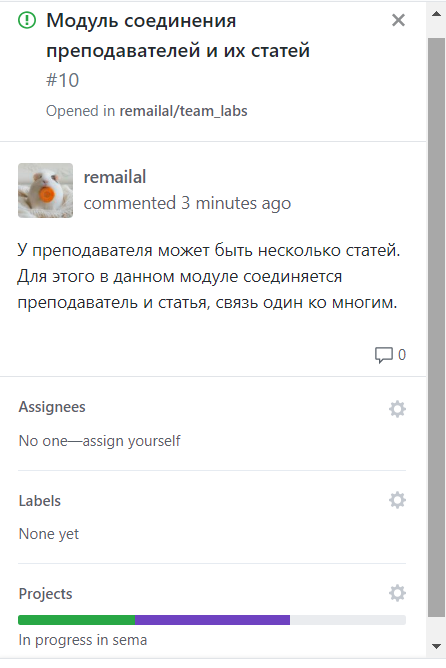 Модуль соединения
преподавателей и их статей
#10
Opened in remailal/team_labs
remailal
commented 3 minutes ago
У преподавателя может быть несколько статей.
Для этого в данном модуле соединяется
преподаватель и статья, связь один ко многим.
0
Assignees
No one—assign yourself
Labels
None yet
Projects
In progress in sema